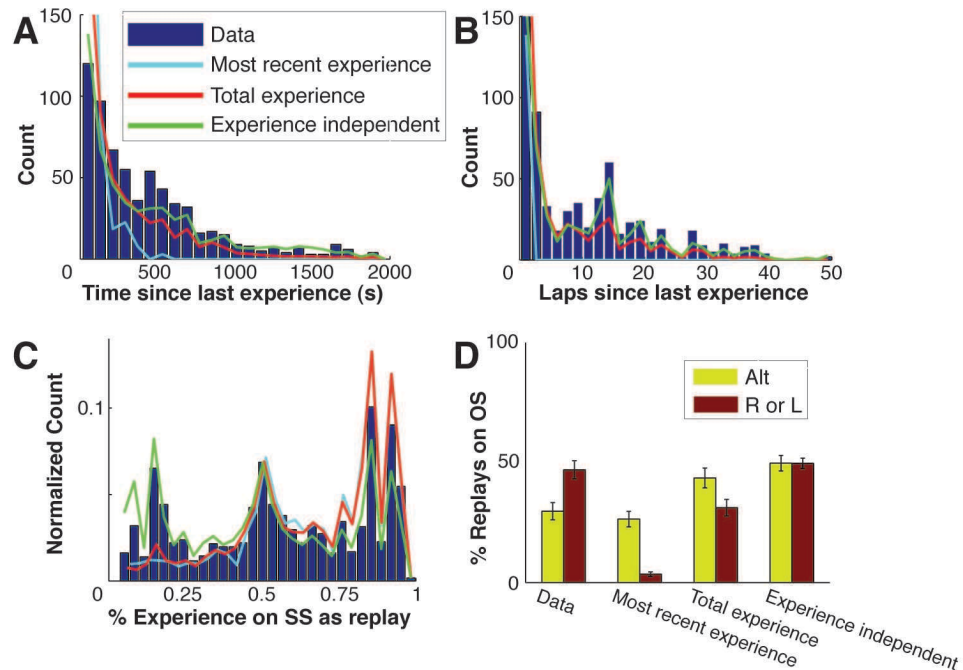 A
150
100
50
0
Count
500
1000
1500
2000
Time since last experience (s)
Data
Most recent experience
Total experience
Experience independent
B
150
100
50
0
Count
10
20
30
40
50
Laps since last experience
C
Normalized Count
0.1
0
0.25
0.5
0.75
1
% Experience on SS as replay
D
% Replays on OS
100
50
0
Alt
R or L
Data
Most recent experience
Total experience
Experience independent